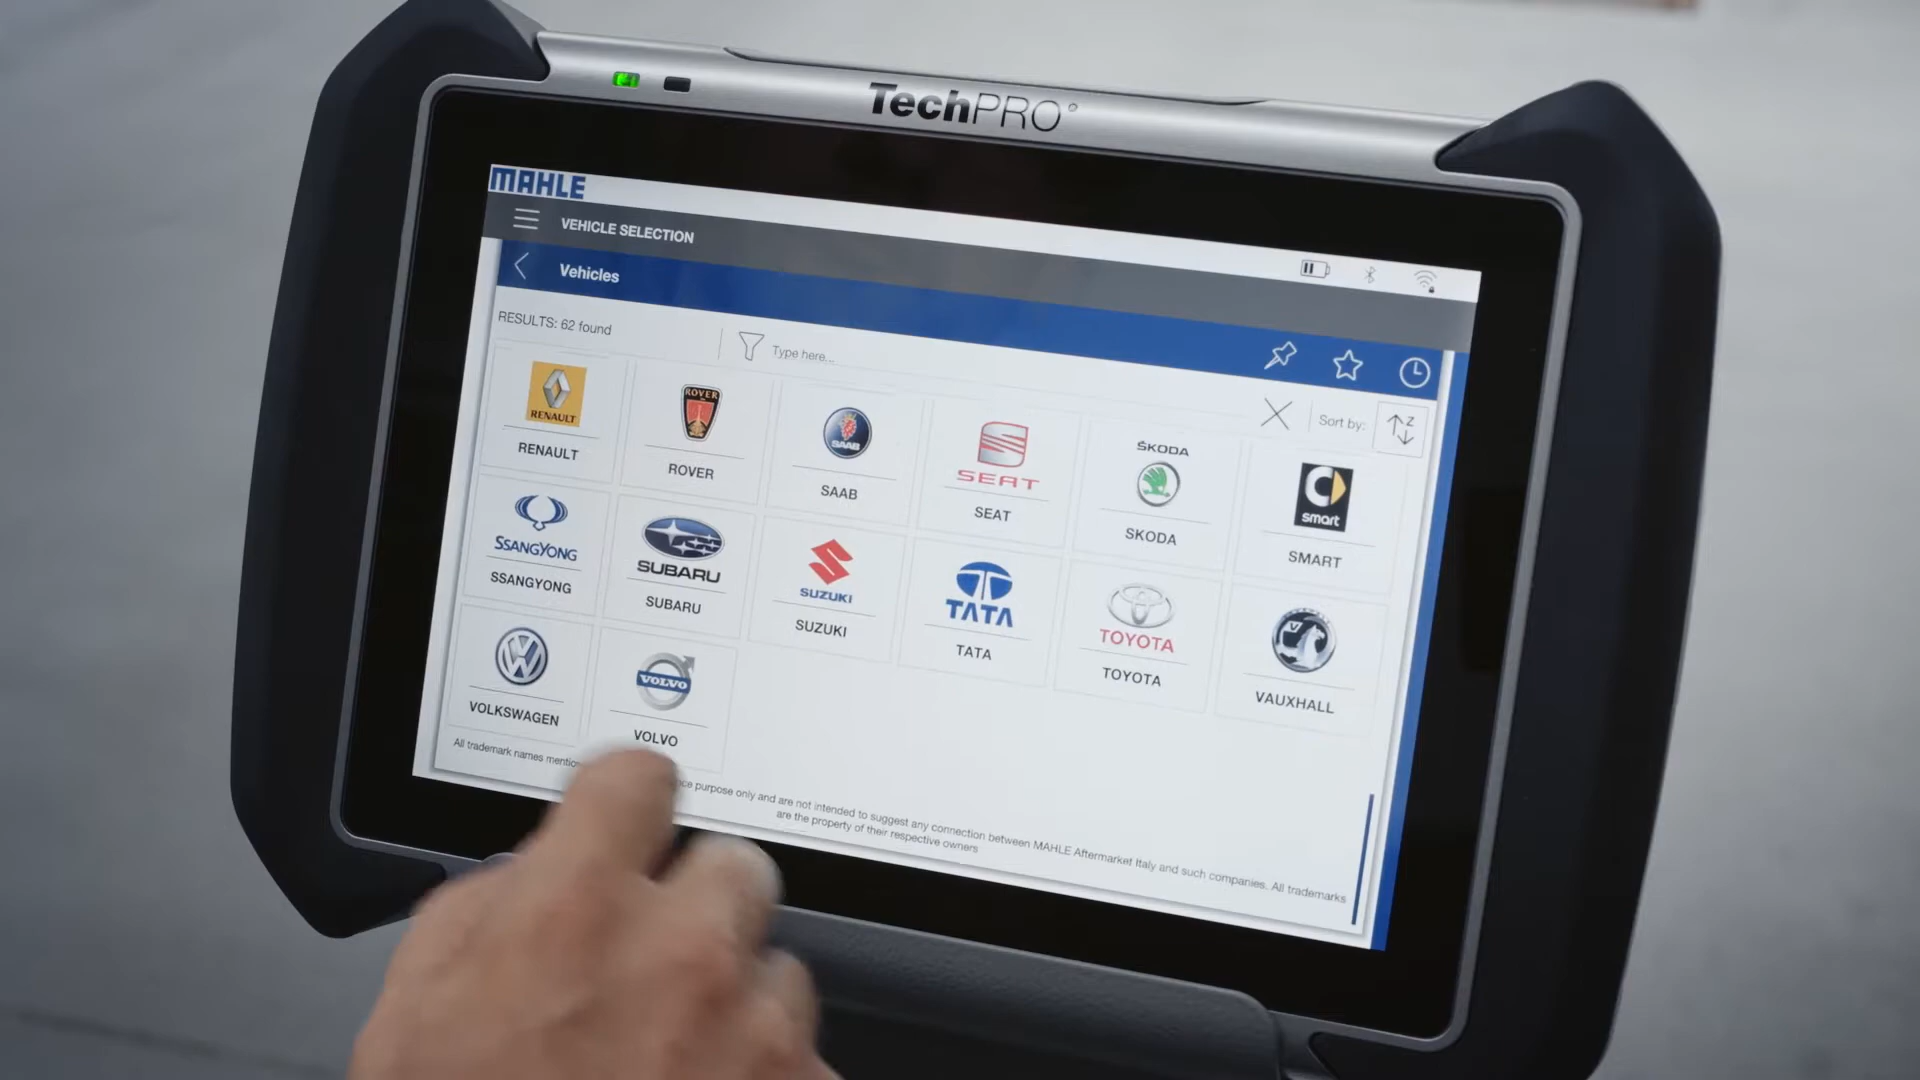 TechPRO°
MAHLE
VEHICLE SELECTION
Vehicles
RESULTS: 62 found
Type here...
Sort by:
Z
RENAULT
RENAULT
ROVER
ROVER
SAAB
SAAB
SEAT
SEAT
ŠKODA
SKODA
smart
SMART
SSANGYONG
SSANGYONG
SUBARU
SUBARU
SUZUKI
SUZUKI
TATA
TATA
TOYOTA
TOYOTA
V
VAUXHALL
VW
VOLKSWAGEN
VOLVO
VOLVO
All trademark names purpose only and are not intended to suggest any connection between MAHLE Aftermarket Italy and such companies. All trademarks
are the property of their respective owners